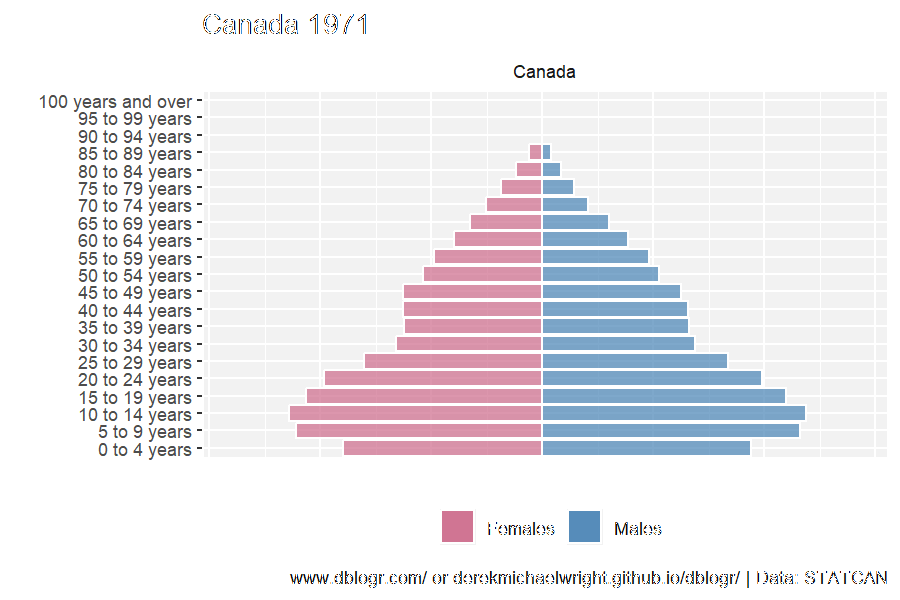 Canada 1971
Canada
100 years and over
95 to 99 years
90 to 94 years
85 to 89 years
80 to 84 years
75 to 79 years
70 to 74 years
65 to 69 years
60 to 64 years
55 to 59 years
50 to 54 years
45 to 49 years
40 to 44 years
35 to 39 years
30 to 34 years
25 to 29 years
20 to 24 years
15 to 19 years
10 to 14 years
5 to 9 years
0 to 4 years
Females Males
www.dblogr.com/ or derekmichaelwright.github.io/dblogr/ | Data: STATCAN